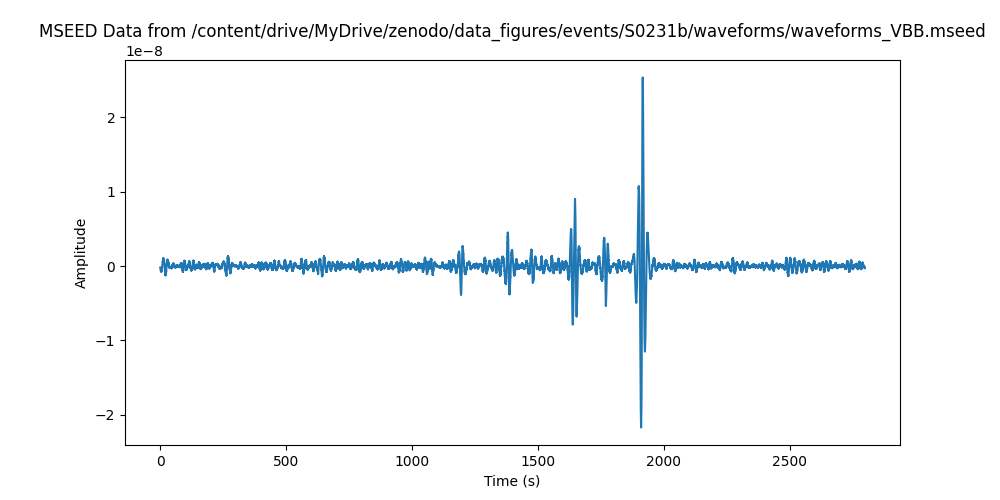 MSEED Data from /content/drive/MyDrive/zenodo/data_figures/events/S0231b/waveforms/waveforms_VBB.mseed
1e−8
2
1
0
−1
−2
Amplitude
0 500 1000 1500 2000 2500
Time (s)